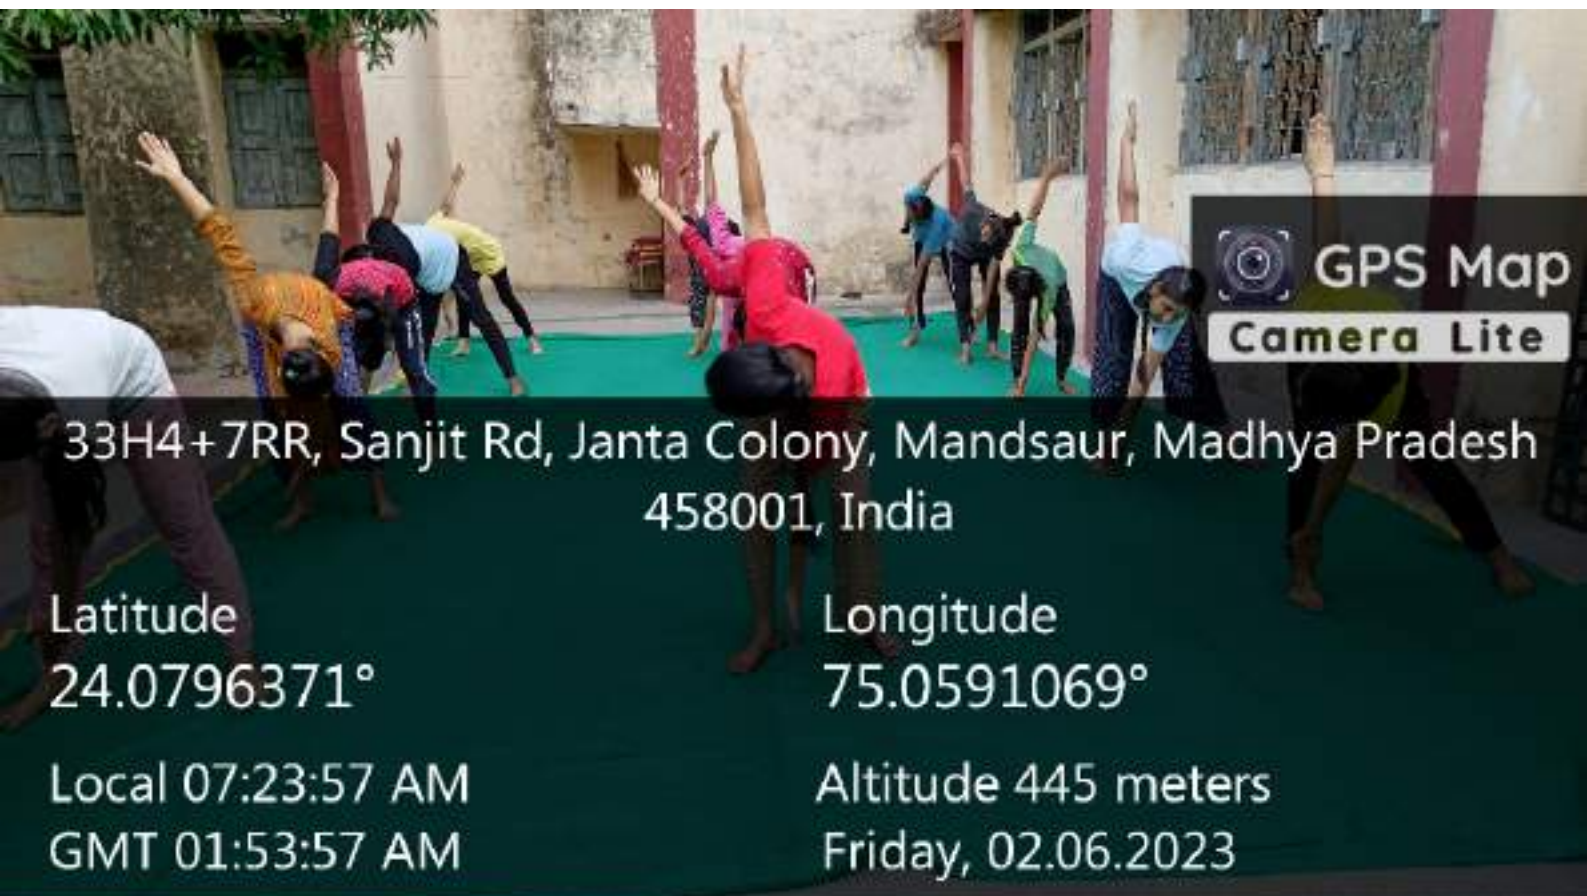 GPS Map
Camera Lite
33H4+7RR, Sanjit Rd, Janta Colony, Mandsaur, Madhya Pradesh
458001, India
Latitude
24.0796371°
Longitude
75.0591069°
Local 07:23:57 AM
GMT 01:53:57 AM
Altitude 445 meters
Friday, 02.06.2023